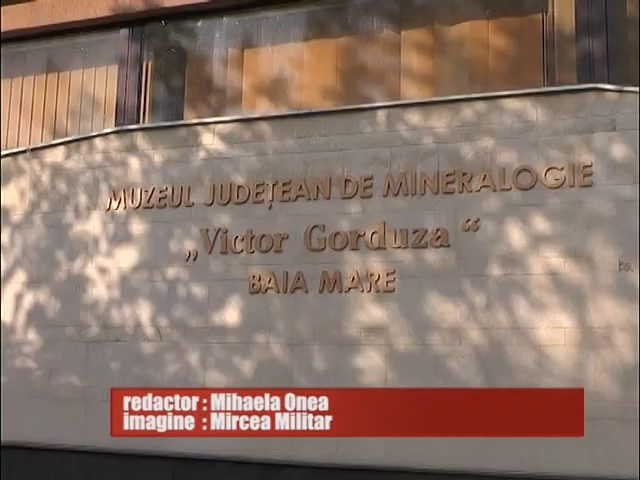 MUZEUL JUDEȚEAN DE MINERALOGIE
„Victor Gorduza“
BAIA MARE
redactor : Mihaela Onea
imagine : Mircea Militar